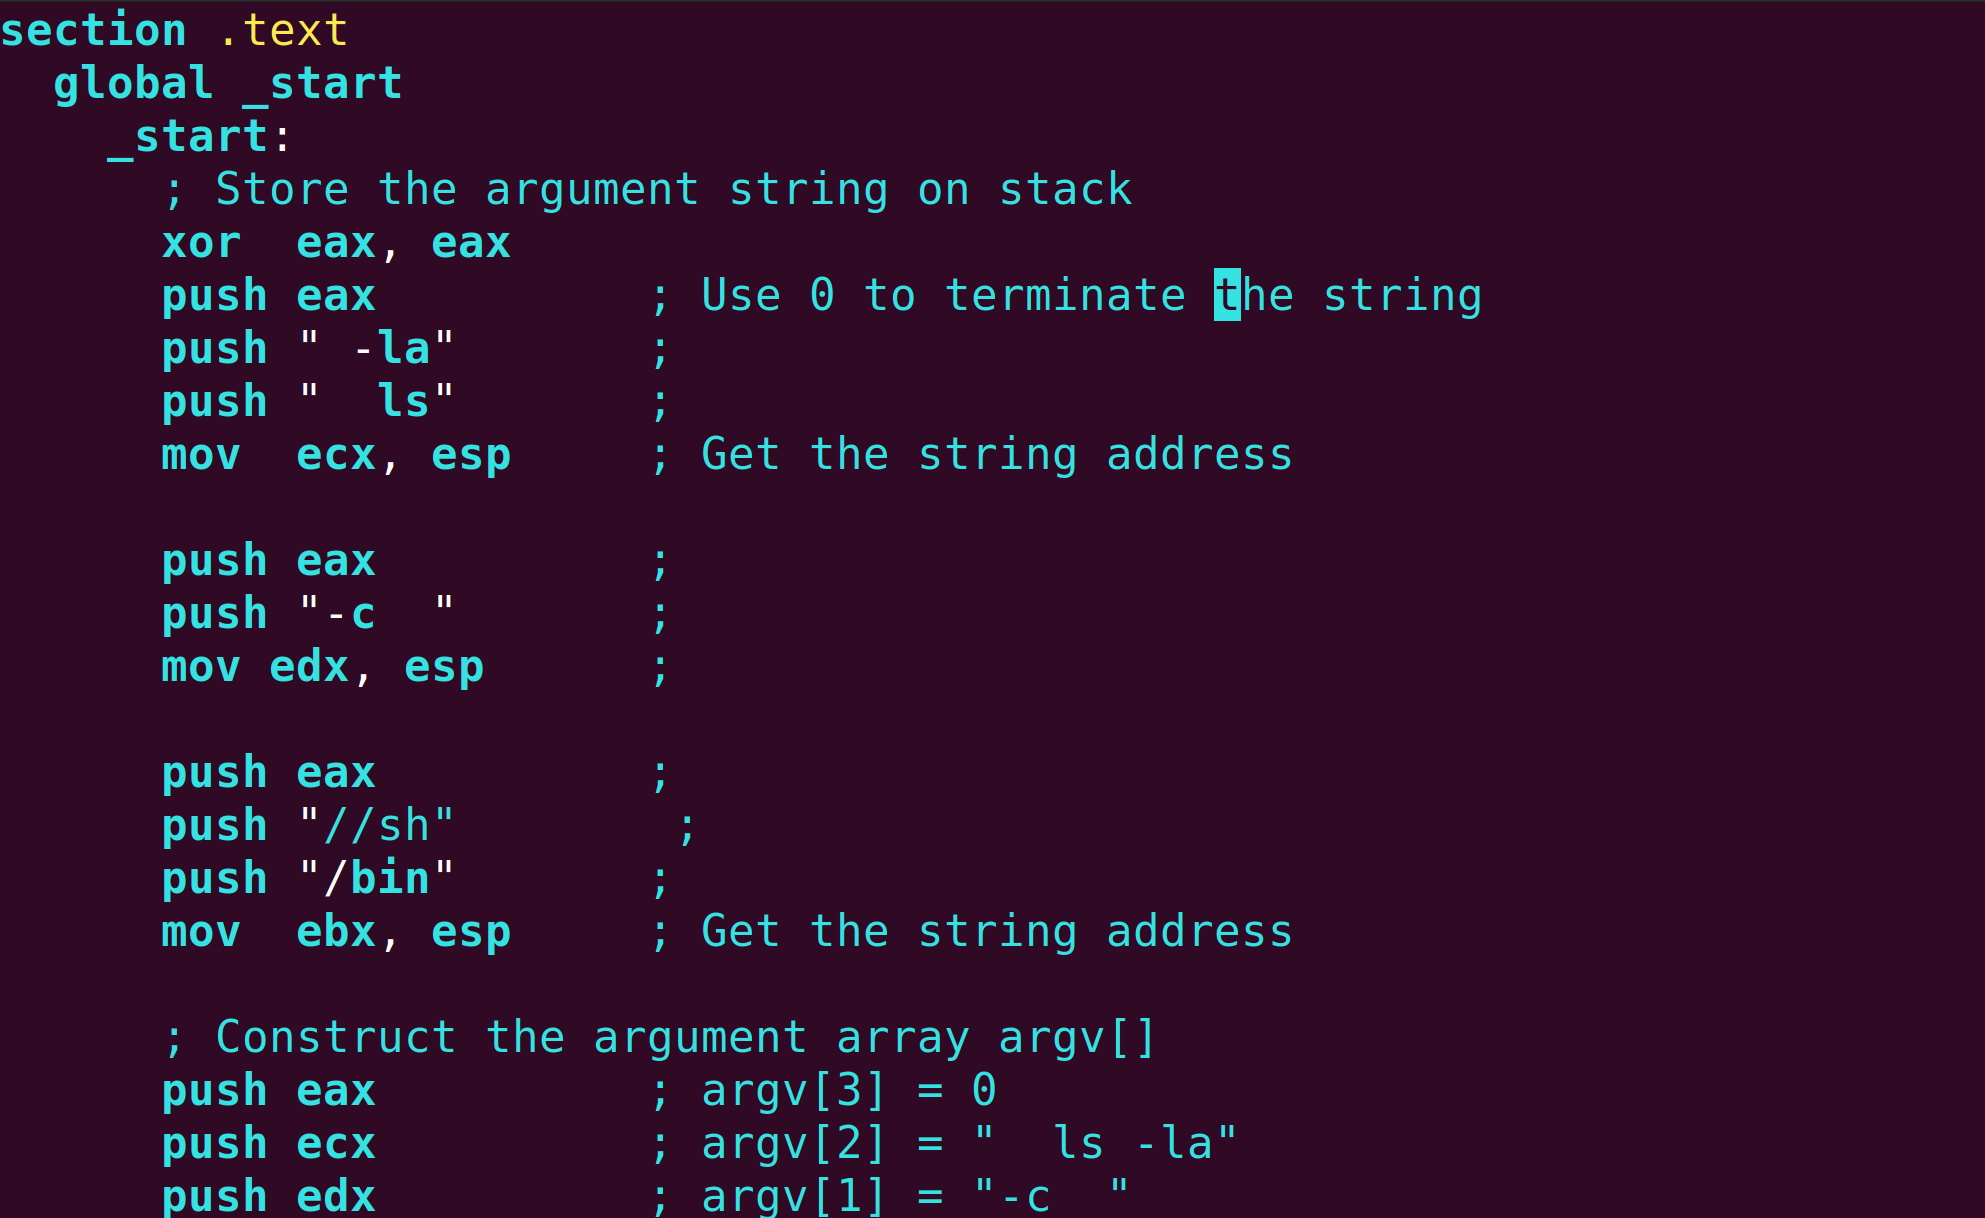 section .text
  global _start
    _start:
      ; Store the argument string on stack
      xor  eax, eax
      push eax          ; Use 0 to terminate the string
      push " -la"       ;
      push "  ls"       ;
      mov  ecx, esp     ; Get the string address

      push eax          ;
      push "-c  "       ;
      mov edx, esp      ;

      push eax          ;
      push "//sh"        ;
      push "/bin"       ;
      mov  ebx, esp     ; Get the string address

      ; Construct the argument array argv[]
      push eax          ; argv[3] = 0
      push ecx          ; argv[2] = "  ls -la"
      push edx          ; argv[1] = "-c  "